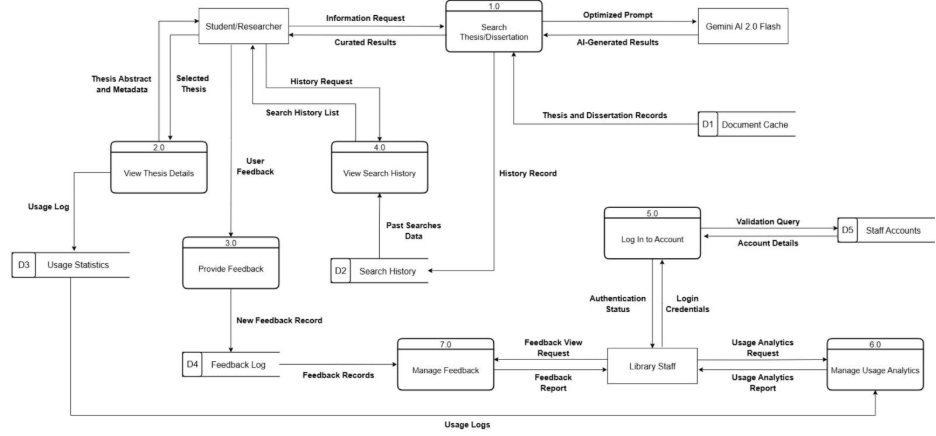 1.0
Search
Thesis/Dissertation
Student/Researcher
Information Request
Curated Results
Optimized Prompt
AI-Generated Results
Gemini AI 2.0 Flash
Thesis Abstract
and Metadata
Selected
Thesis
History Request
Search History List
Thesis and Dissertation Records
D1
Document Cache
2.0
View Thesis Details
User
Feedback
4.0
View Search History
History Record
Usage Log
Past Searches
Data
5.0
Log In to Account
Validation Query
Account Details
D5
Staff Accounts
3.0
Provide Feedback
D3
Usage Statistics
D2
Search History
Authentication
Status
Login
Credentials
New Feedback Record
D4
Feedback Log
Feedback Records
7.0
Manage Feedback
Feedback View
Request
Feedback
Report
Library Staff
Usage Analytics
Request
Usage Analytics
Report
6.0
Manage Usage Analytics
Usage Logs